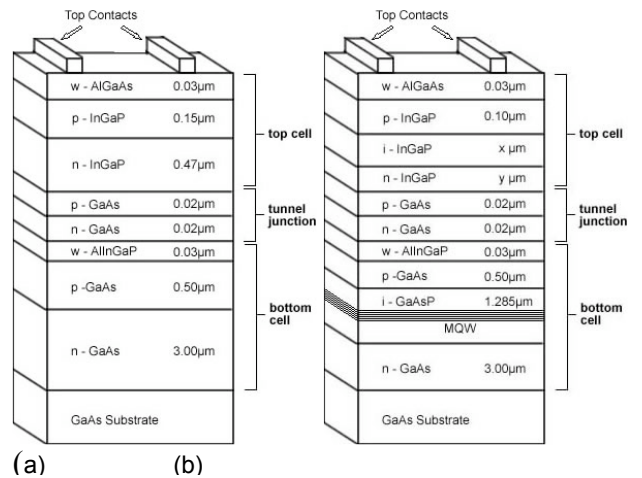 Top Contacts
w - AlGaAs 0.03µm
p - InGaP 0.15µm
n - InGaP 0.47µm
top cell
p - GaAs 0.02µm
n - GaAs 0.02µm
tunnel
junction
w - AlInGaP 0.03µm
p -GaAs 0.50µm
n - GaAs 3.00µm
bottom
cell
GaAs Substrate
(a)
Top Contacts
w - AlGaAs 0.03µm
p - InGaP 0.10µm
i - InGaP x µm
n - InGaP y µm
top cell
p - GaAs 0.02µm
n - GaAs 0.02µm
tunnel
junction
w - AlInGaP 0.03µm
p - GaAs 0.50µm
i - GaAsP 1.285µm
MQW
n - GaAs 3.00µm
bottom
cell
GaAs Substrate
(b)